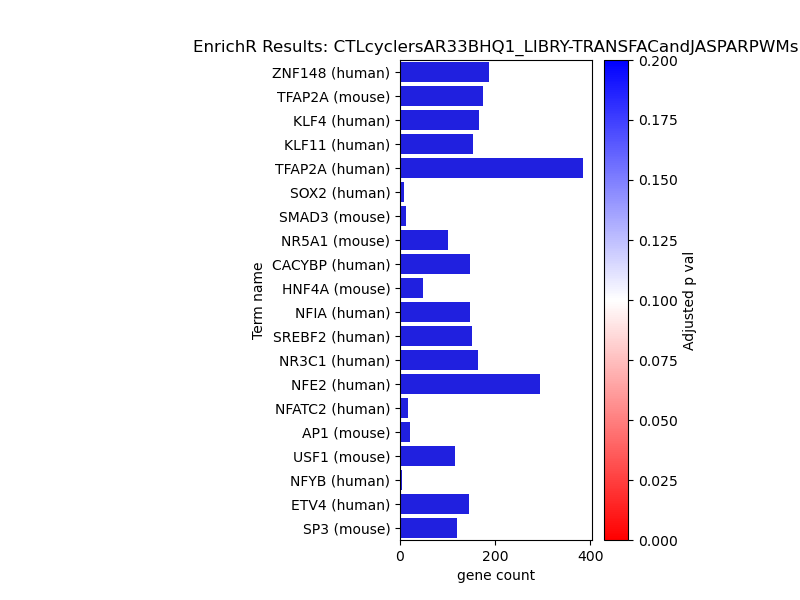 EnrichR Results: CTLcyclersAR33BHQ1_LIBRY-TRANSFACandJASPARPWMs
Term name
ZNF148 (human)
TFAP2A (mouse)
KLF4 (human)
KLF11 (human)
TFAP2A (human)
SOX2 (human)
SMAD3 (mouse)
NR5A1 (mouse)
CACYBP (human)
HNF4A (mouse)
NFIA (human)
SREBF2 (human)
NR3C1 (human)
NFE2 (human)
NFATC2 (human)
AP1 (mouse)
USF1 (mouse)
NFYB (human)
ETV4 (human)
SP3 (mouse)
0 200 400
gene count
0.200
0.175
0.150
0.125
0.100
0.075
0.050
0.025
0.000
Adjusted p val